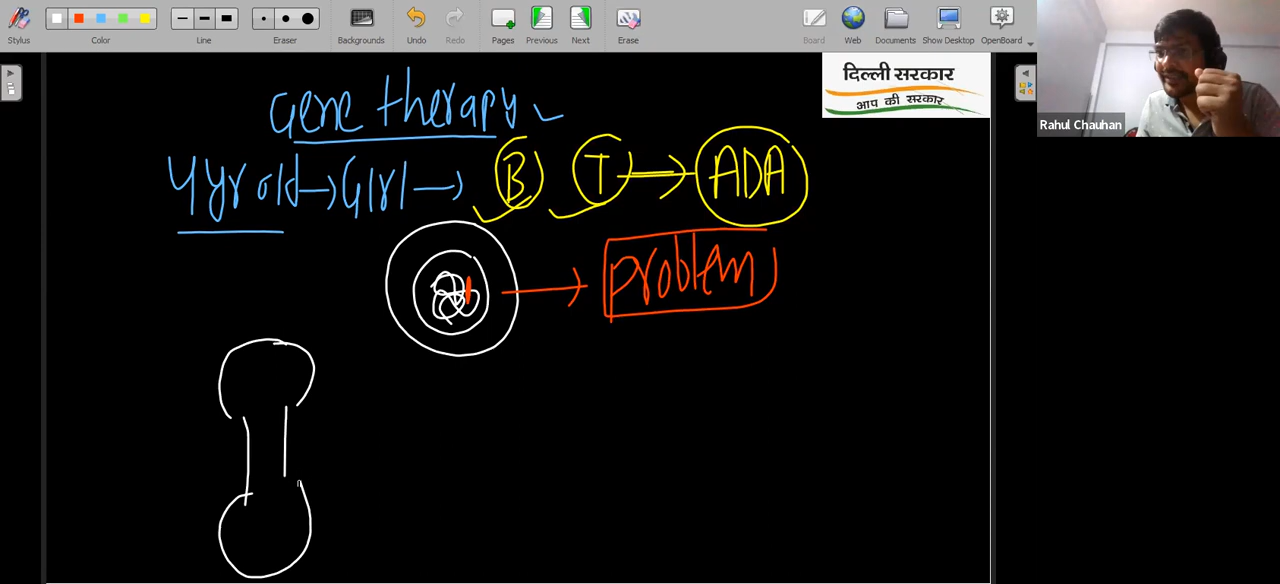 Stylus
Color
Line
Eraser
Backgrounds
Undo
Redo
Pages
Previous
Next
Erase
Board
Web
Documents
Show Desktop
OpenBoard
दिल्ली सरकार
आप की सरकार
Rahul Chauhan
Gene therapy
4yr old → Girl → B T → ADA
→ Problem